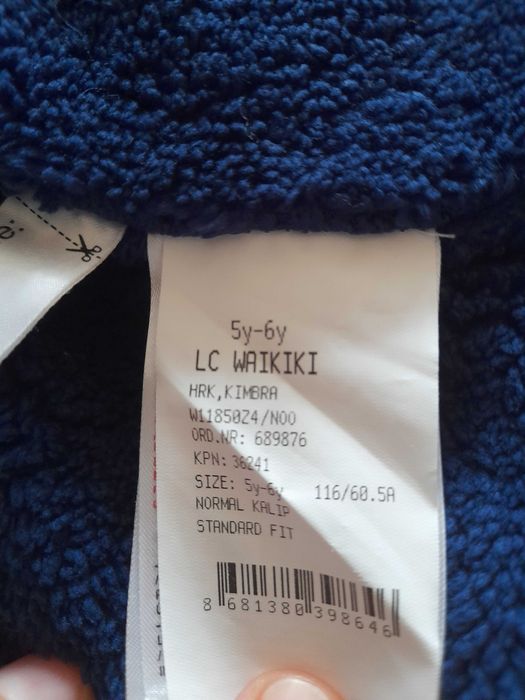 5y-6y
LC WAIKIKI
HRK,KIMBRA
W11850Z4/N00
ORD.NR: 689876
KPN: 36241
SIZE: 5y-6y 116/60.5A
NORMAL KALIP
STANDARD FIT
8 681380 398646